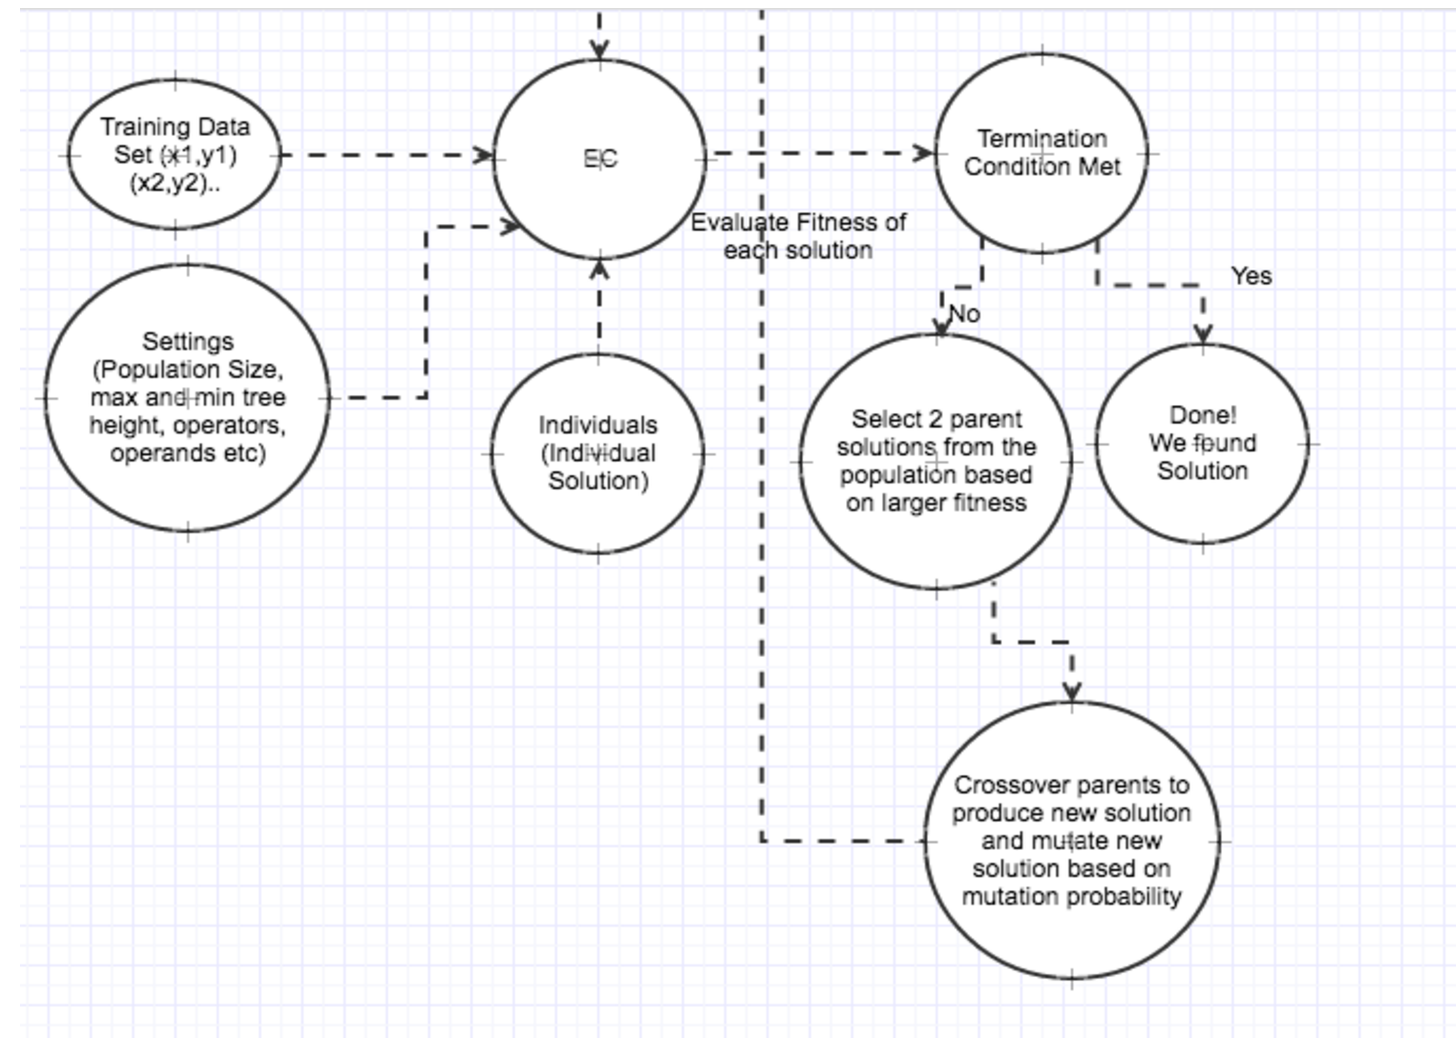 Training Data
Set (x1,y1)
(x2,y2)..
EC
Termination
Condition Met
Evaluate Fitness of
each solution
Yes
No
Settings
(Population Size,
max and min tree
height, operators,
operands etc)
Individuals
(Individual
Solution)
Select 2 parent
solutions from the
population based
on larger fitness
Done!
We found
Solution
Crossover parents to
produce new solution
and mutate new
solution based on
mutation probability